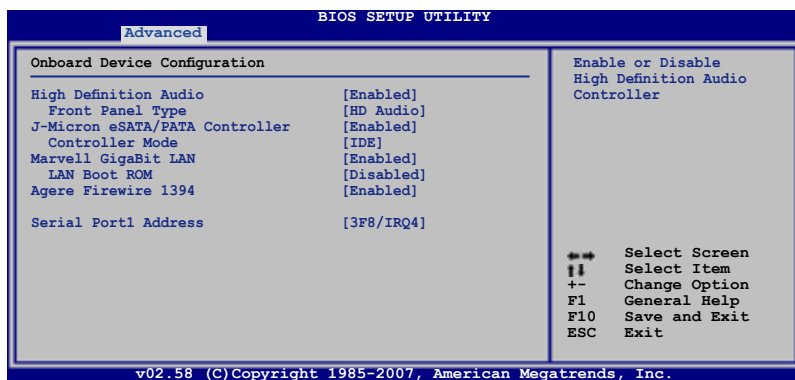 BIOS SETUP UTILITY
Advanced
Onboard Device Configuration
High Definition Audio [Enabled]
Front Panel Type [HD Audio]
J-Micron eSATA/PATA Controller [Enabled]
Controller Mode [IDE]
Marvell GigaBit LAN [Enabled]
LAN Boot ROM [Disabled]
Agere Firewire 1394 [Enabled]
Serial Port1 Address [3F8/IRQ4]
Enable or Disable
High Definition Audio
Controller
←→ Select Screen
↑↓ Select Item
+- Change Option
F1 General Help
F10 Save and Exit
ESC Exit
v02.58 (C)Copyright 1985-2007, American Megatrends, Inc.